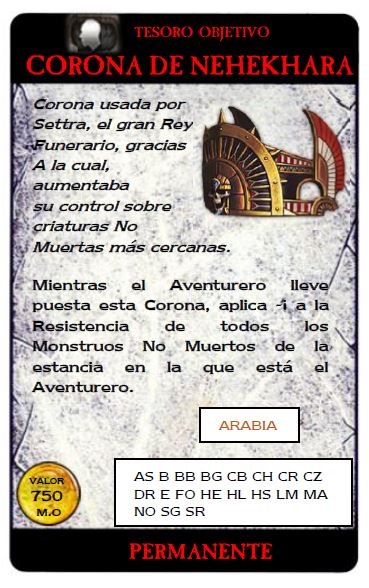 TESORO OBJETIVO
CORONA DE NEHEKHARA
Corona usada por
Settra, el gran Rey
Funerario, gracias
A la cual,
aumentaba
su control sobre
criaturas No
Muertas más cercanas.
Mientras el Aventurero lleve
puesta esta Corona, aplica -1 a la
Resistencia de todos los
Monstruos No Muertos de la
estancia en la que está el
Aventurero.
ARABIA
VALOR
750
M.O
AS B BB BG CB CH CR CZ
DR E FO HE HL HS LM MA
NO SG SR
PERMANENTE